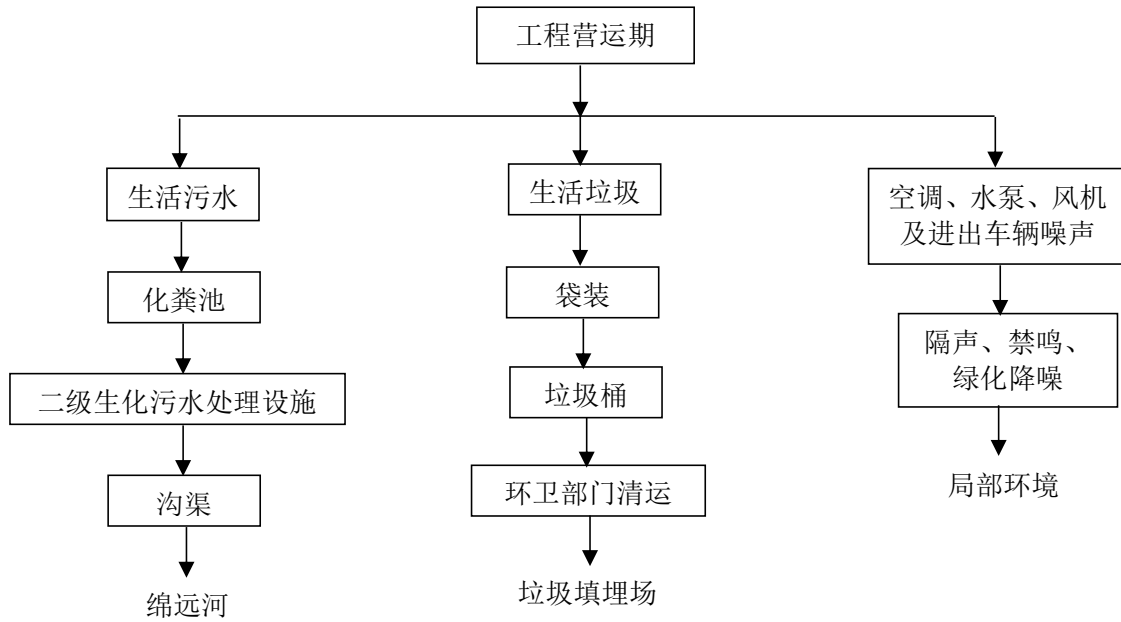 工程营运期
生活污水
生活垃圾
空调、水泵、风机
及进出车辆噪声
化粪池
袋装
隔声、禁鸣、
绿化降噪
二级生化污水处理设施
垃圾桶
沟渠
环卫部门清运
局部环境
绵远河
垃圾填埋场